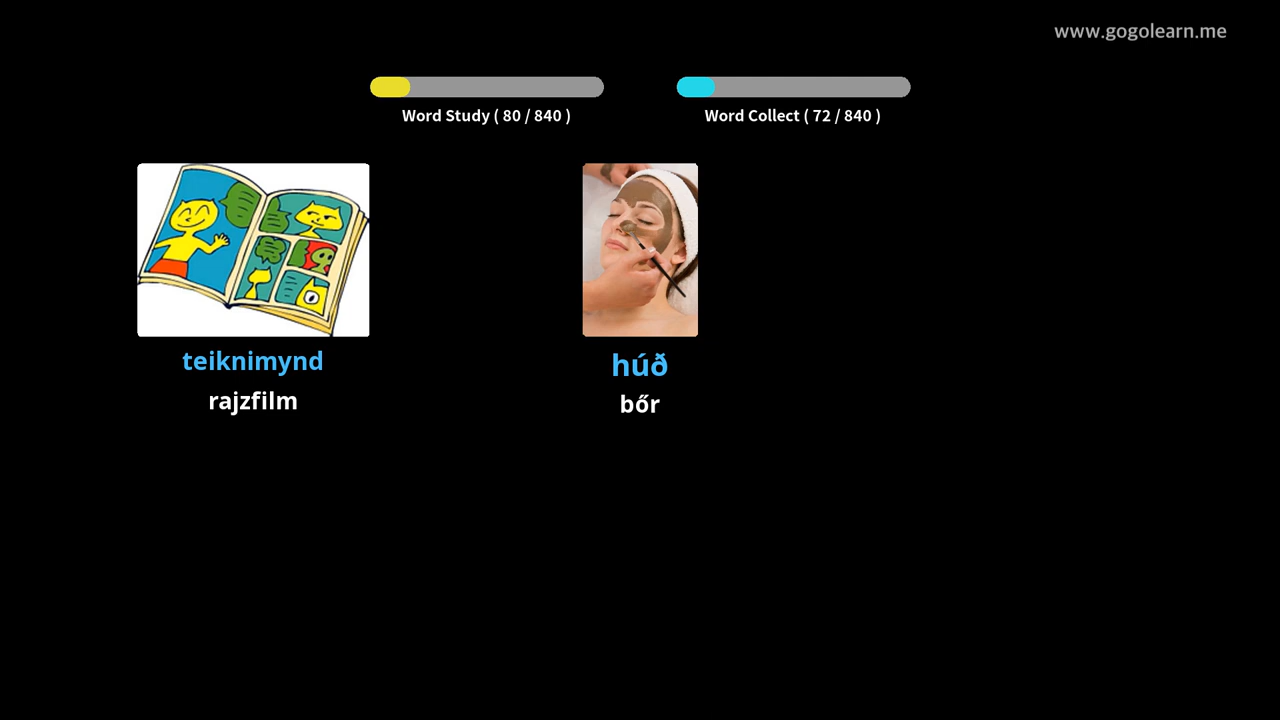 www.gogolearn.me
Word Study ( 80 / 840 )
Word Collect ( 72 / 840 )
teiknimynd
rajzfilm
húð
bőr